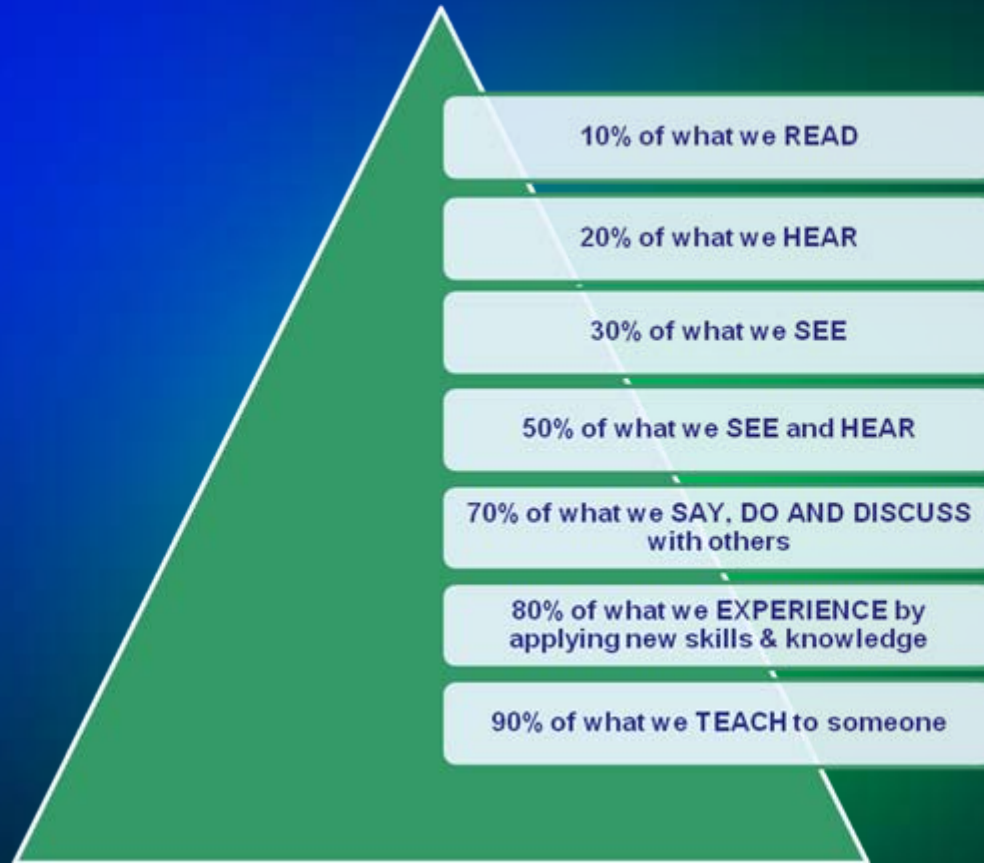 10% of what we READ
20% of what we HEAR
30% of what we SEE
50% of what we SEE and HEAR
70% of what we SAY, DO AND DISCUSS
with others
80% of what we EXPERIENCE by
applying new skills & knowledge
90% of what we TEACH to someone